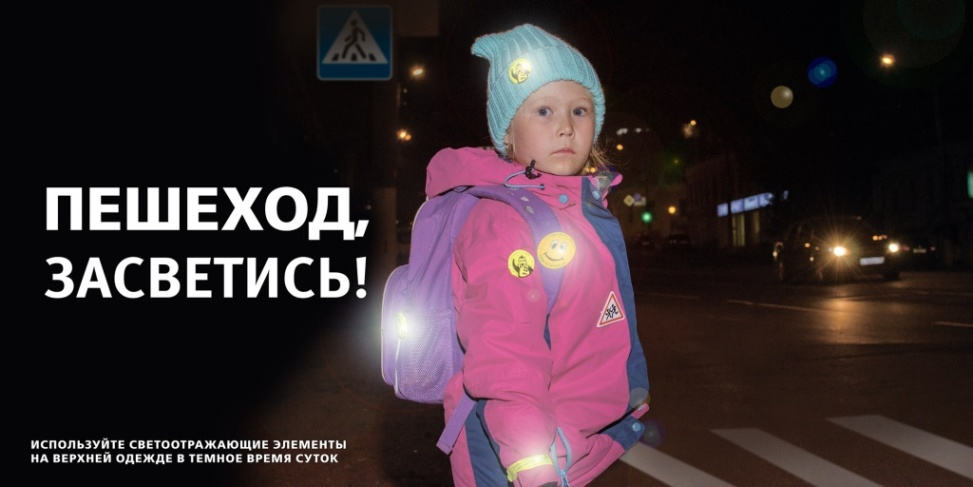 ПЕШЕХОД,
ЗАСВЕТИСЬ!
ИСПОЛЬЗУЙТЕ СВЕТООТРАЖАЮЩИЕ ЭЛЕМЕНТЫ
НА ВЕРХНЕЙ ОДЕЖДЕ В ТЕМНОЕ ВРЕМЯ СУТОК